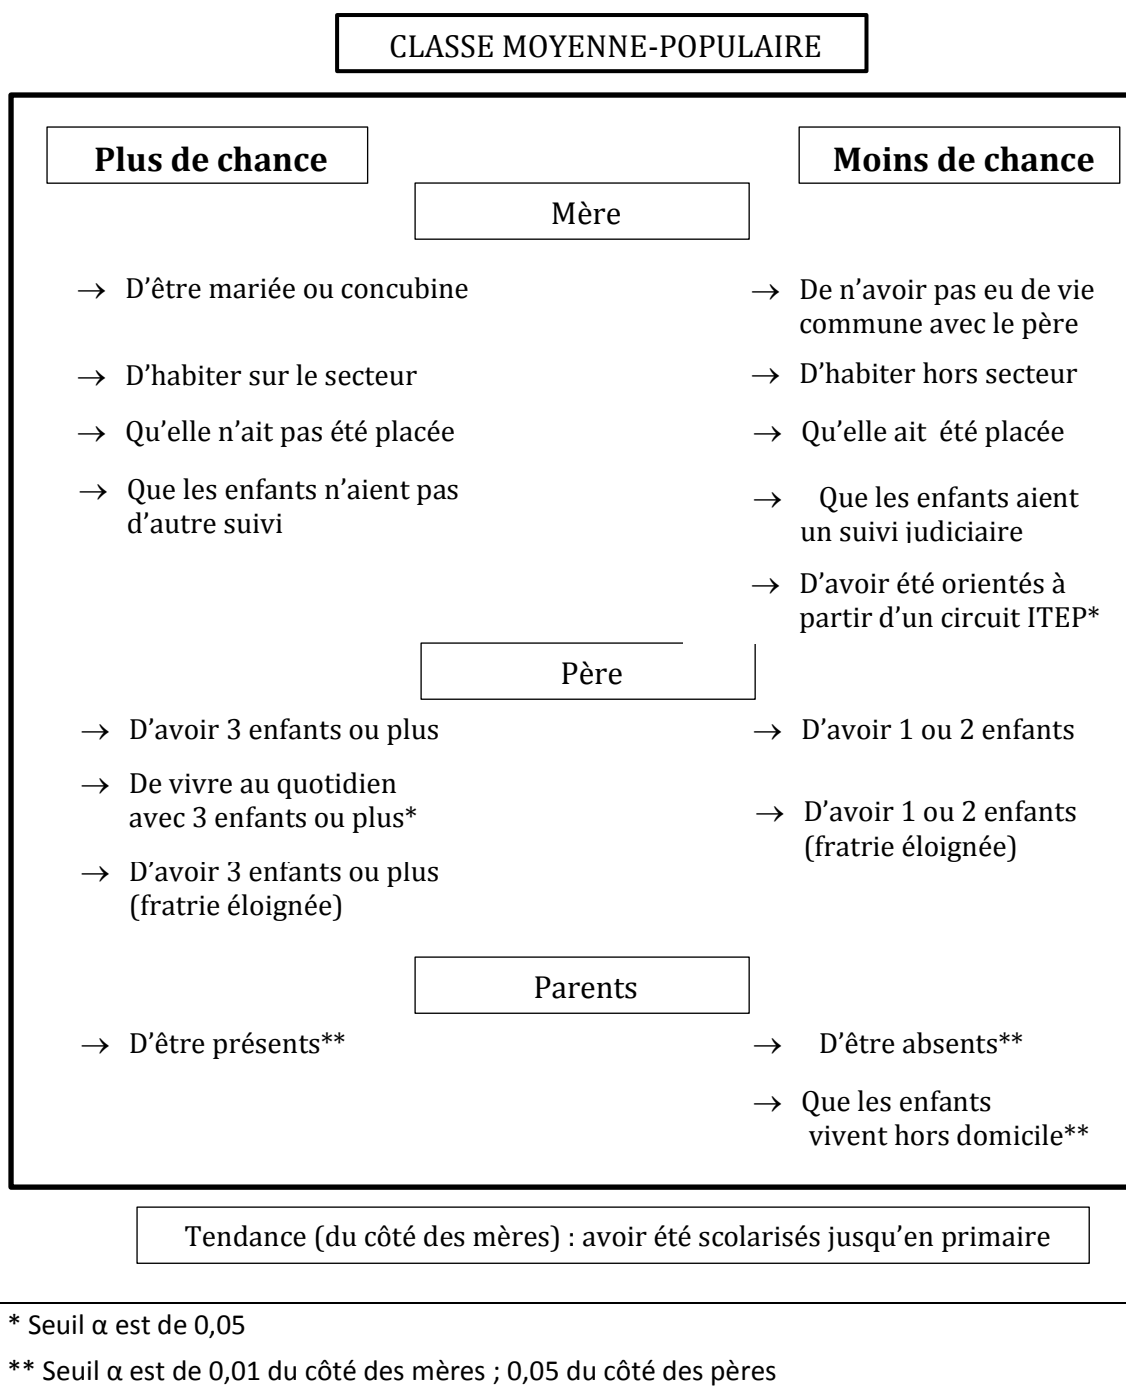 CLASSE MOYENNE-POPULAIRE
Plus de chance
Moins de chance
Mère
→ D’être mariée ou concubine
→ De n’avoir pas eu de vie
commune avec le père
→ D’habiter sur le secteur
→ D’habiter hors secteur
→ Qu’elle n’ait pas été placée
→ Qu’elle ait été placée
→ Que les enfants n’aient pas
d’autre suivi
→ Que les enfants aient
un suivi judiciaire
→ D’avoir été orientés à
partir d’un circuit ITEP*
Père
→ D’avoir 3 enfants ou plus
→ D’avoir 1 ou 2 enfants
→ De vivre au quotidien
avec 3 enfants ou plus*
→ D’avoir 1 ou 2 enfants
(fratrie éloignée)
→ D’avoir 3 enfants ou plus
(fratrie éloignée)
Parents
→ D’être présents**
→ D’être absents**
→ Que les enfants
vivent hors domicile**
Tendance (du côté des mères) : avoir été scolarisés jusqu’en primaire
* Seuil α est de 0,05
** Seuil α est de 0,01 du côté des mères ; 0,05 du côté des pères